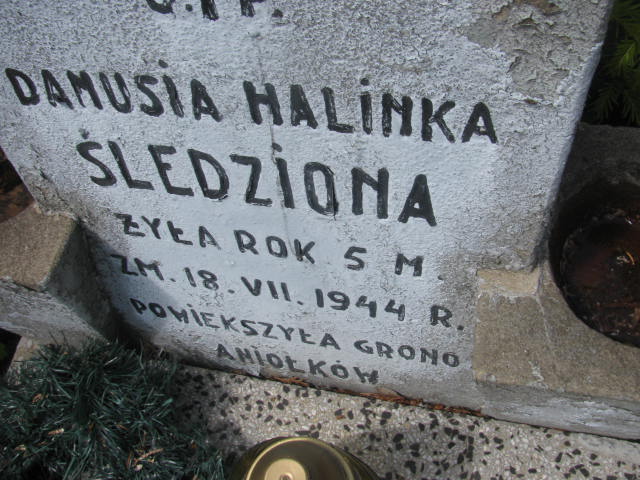 Ś.†P.
DAMUSIA HALINKA
ŚLEDZIONA
ŻYŁA ROK 5 M.
ZM. 18.VII.1944 R.
POWIĘKSZYŁA GRONO
ANIOŁKÓW